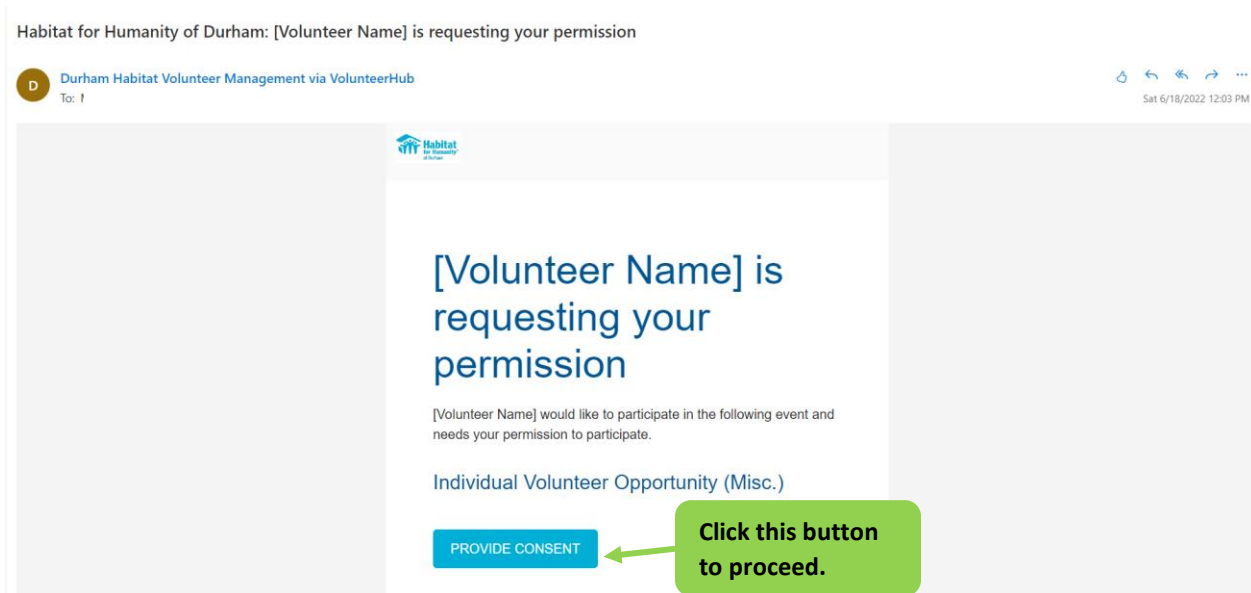 Habitat for Humanity of Durham: [Volunteer Name] is requesting your permission
D
Durham Habitat Volunteer Management via VolunteerHub
To:
Sat 6/18/2022 12:03 PM
Habitat
for Humanity
of Durham
[Volunteer Name] is
requesting your
permission
[Volunteer Name] would like to participate in the following event and
needs your permission to participate.
Individual Volunteer Opportunity (Misc.)
PROVIDE CONSENT
Click this button
to proceed.